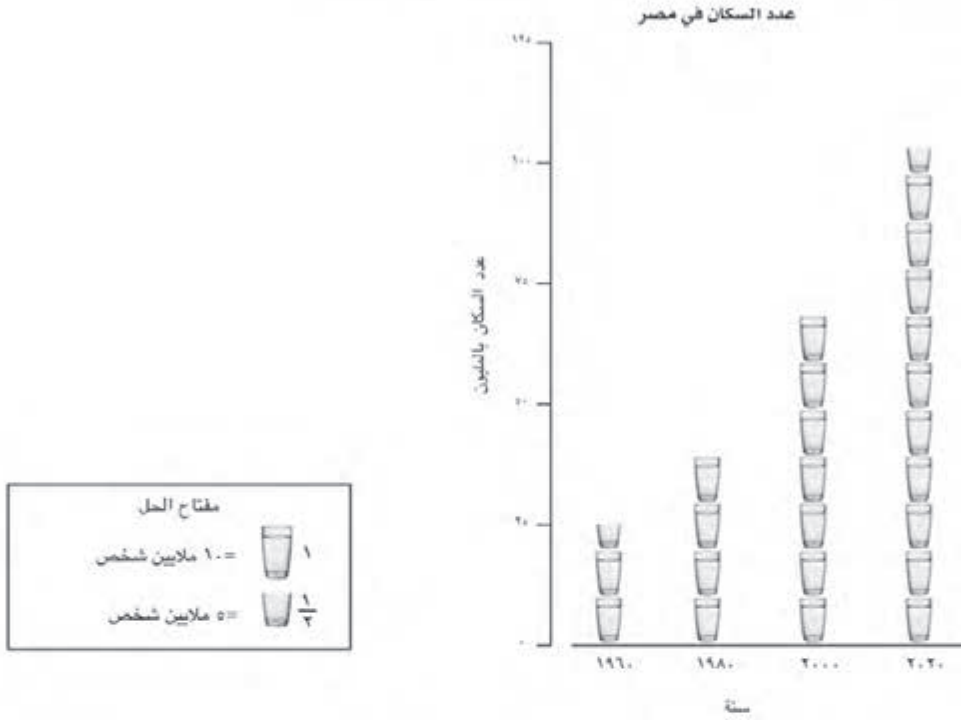 عدد السكان في مصر
عدد السكان بالمليون
١٢٥
١٠٠
٧٥
٥٠
٢٥
٠
١٩٦٠ ١٩٨٠ ٢٠٠٠ ٢٠٢٠
سنة
مفتاح الحل
١ =١٠ ملايين شخص
١/٢ =٥ ملايين شخص